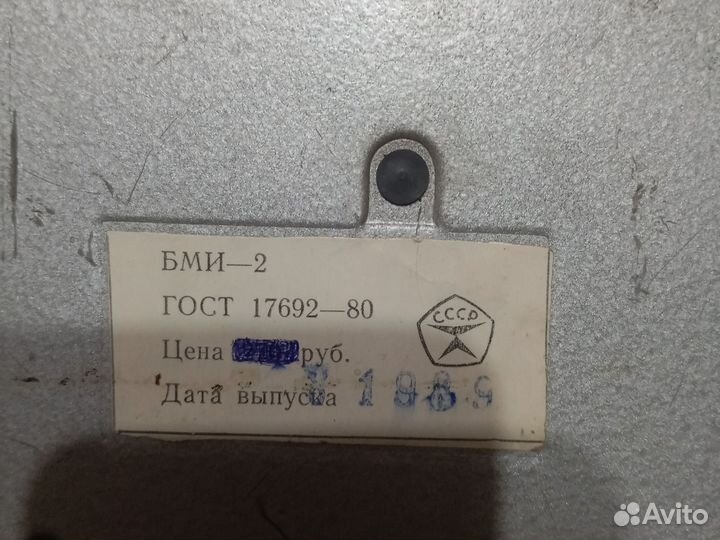 БМИ—2
ГОСТ 17692—80
СССР
Цена руб.
Дата выпуска 1989
Avito